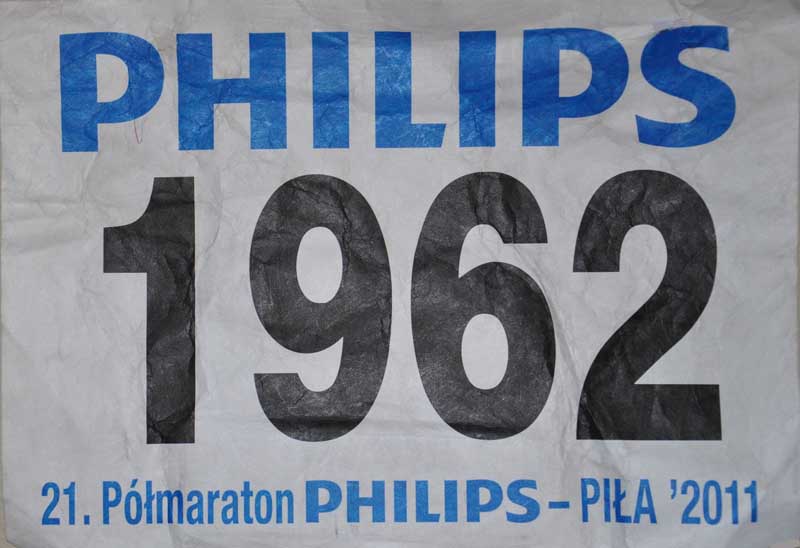 PHILIPS
1962
21. Półmaraton PHILIPS – PIŁA '2011